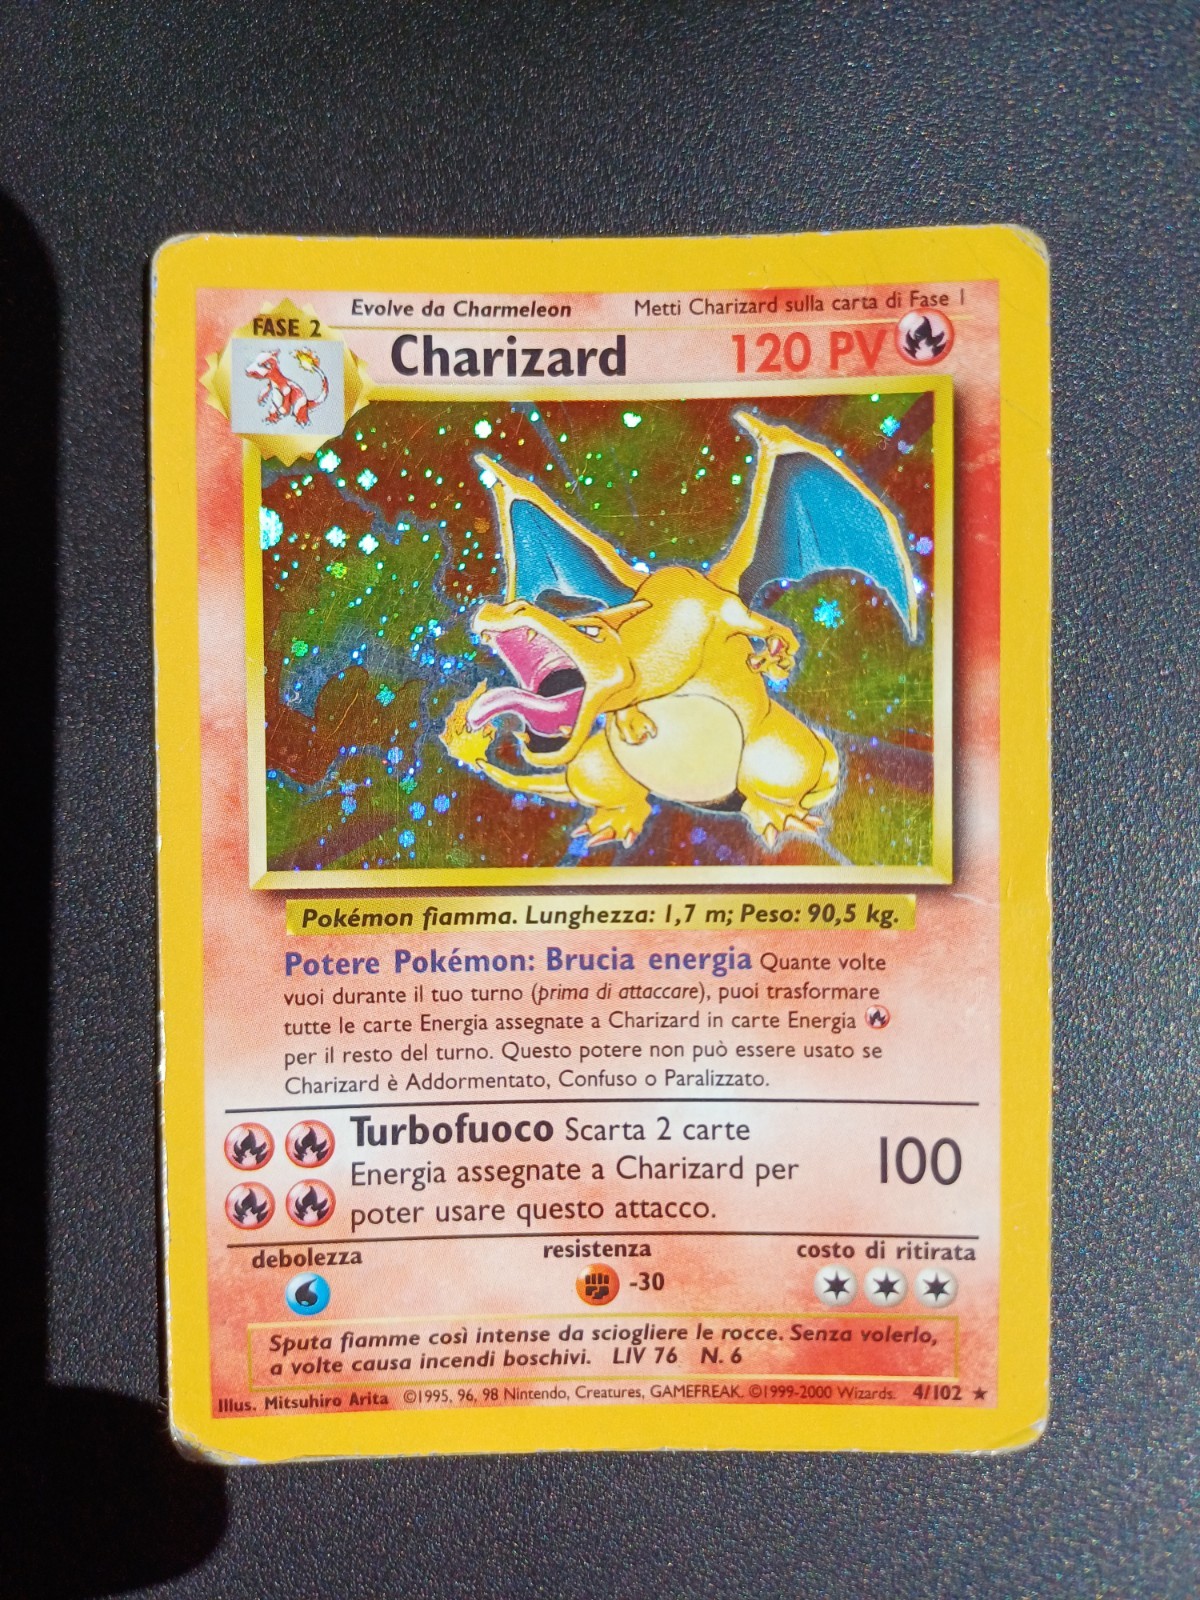 Evolve da Charmeleon Metti Charizard sulla carta di Fase 1
FASE 2
Charizard 120 PV
Pokémon fiamma. Lunghezza: 1,7 m; Peso: 90,5 kg.
Potere Pokémon: Brucia energia Quante volte
vuoi durante il tuo turno (prima di attaccare), puoi trasformare
tutte le carte Energia assegnate a Charizard in carte Energia
per il resto del turno. Questo potere non può essere usato se
Charizard è Addormentato, Confuso o Paralizzato.
Turbofuoco Scarta 2 carte
Energia assegnate a Charizard per 100
poter usare questo attacco.
debolezza resistenza costo di ritirata
-30
Sputa fiamme così intense da sciogliere le rocce. Senza volerlo,
a volte causa incendi boschivi. LIV 76 N. 6
Illus. Mitsuhiro Arita ©1995, 96, 98 Nintendo, Creatures, GAMEFREAK. ©1999-2000 Wizards. 4/102 ★